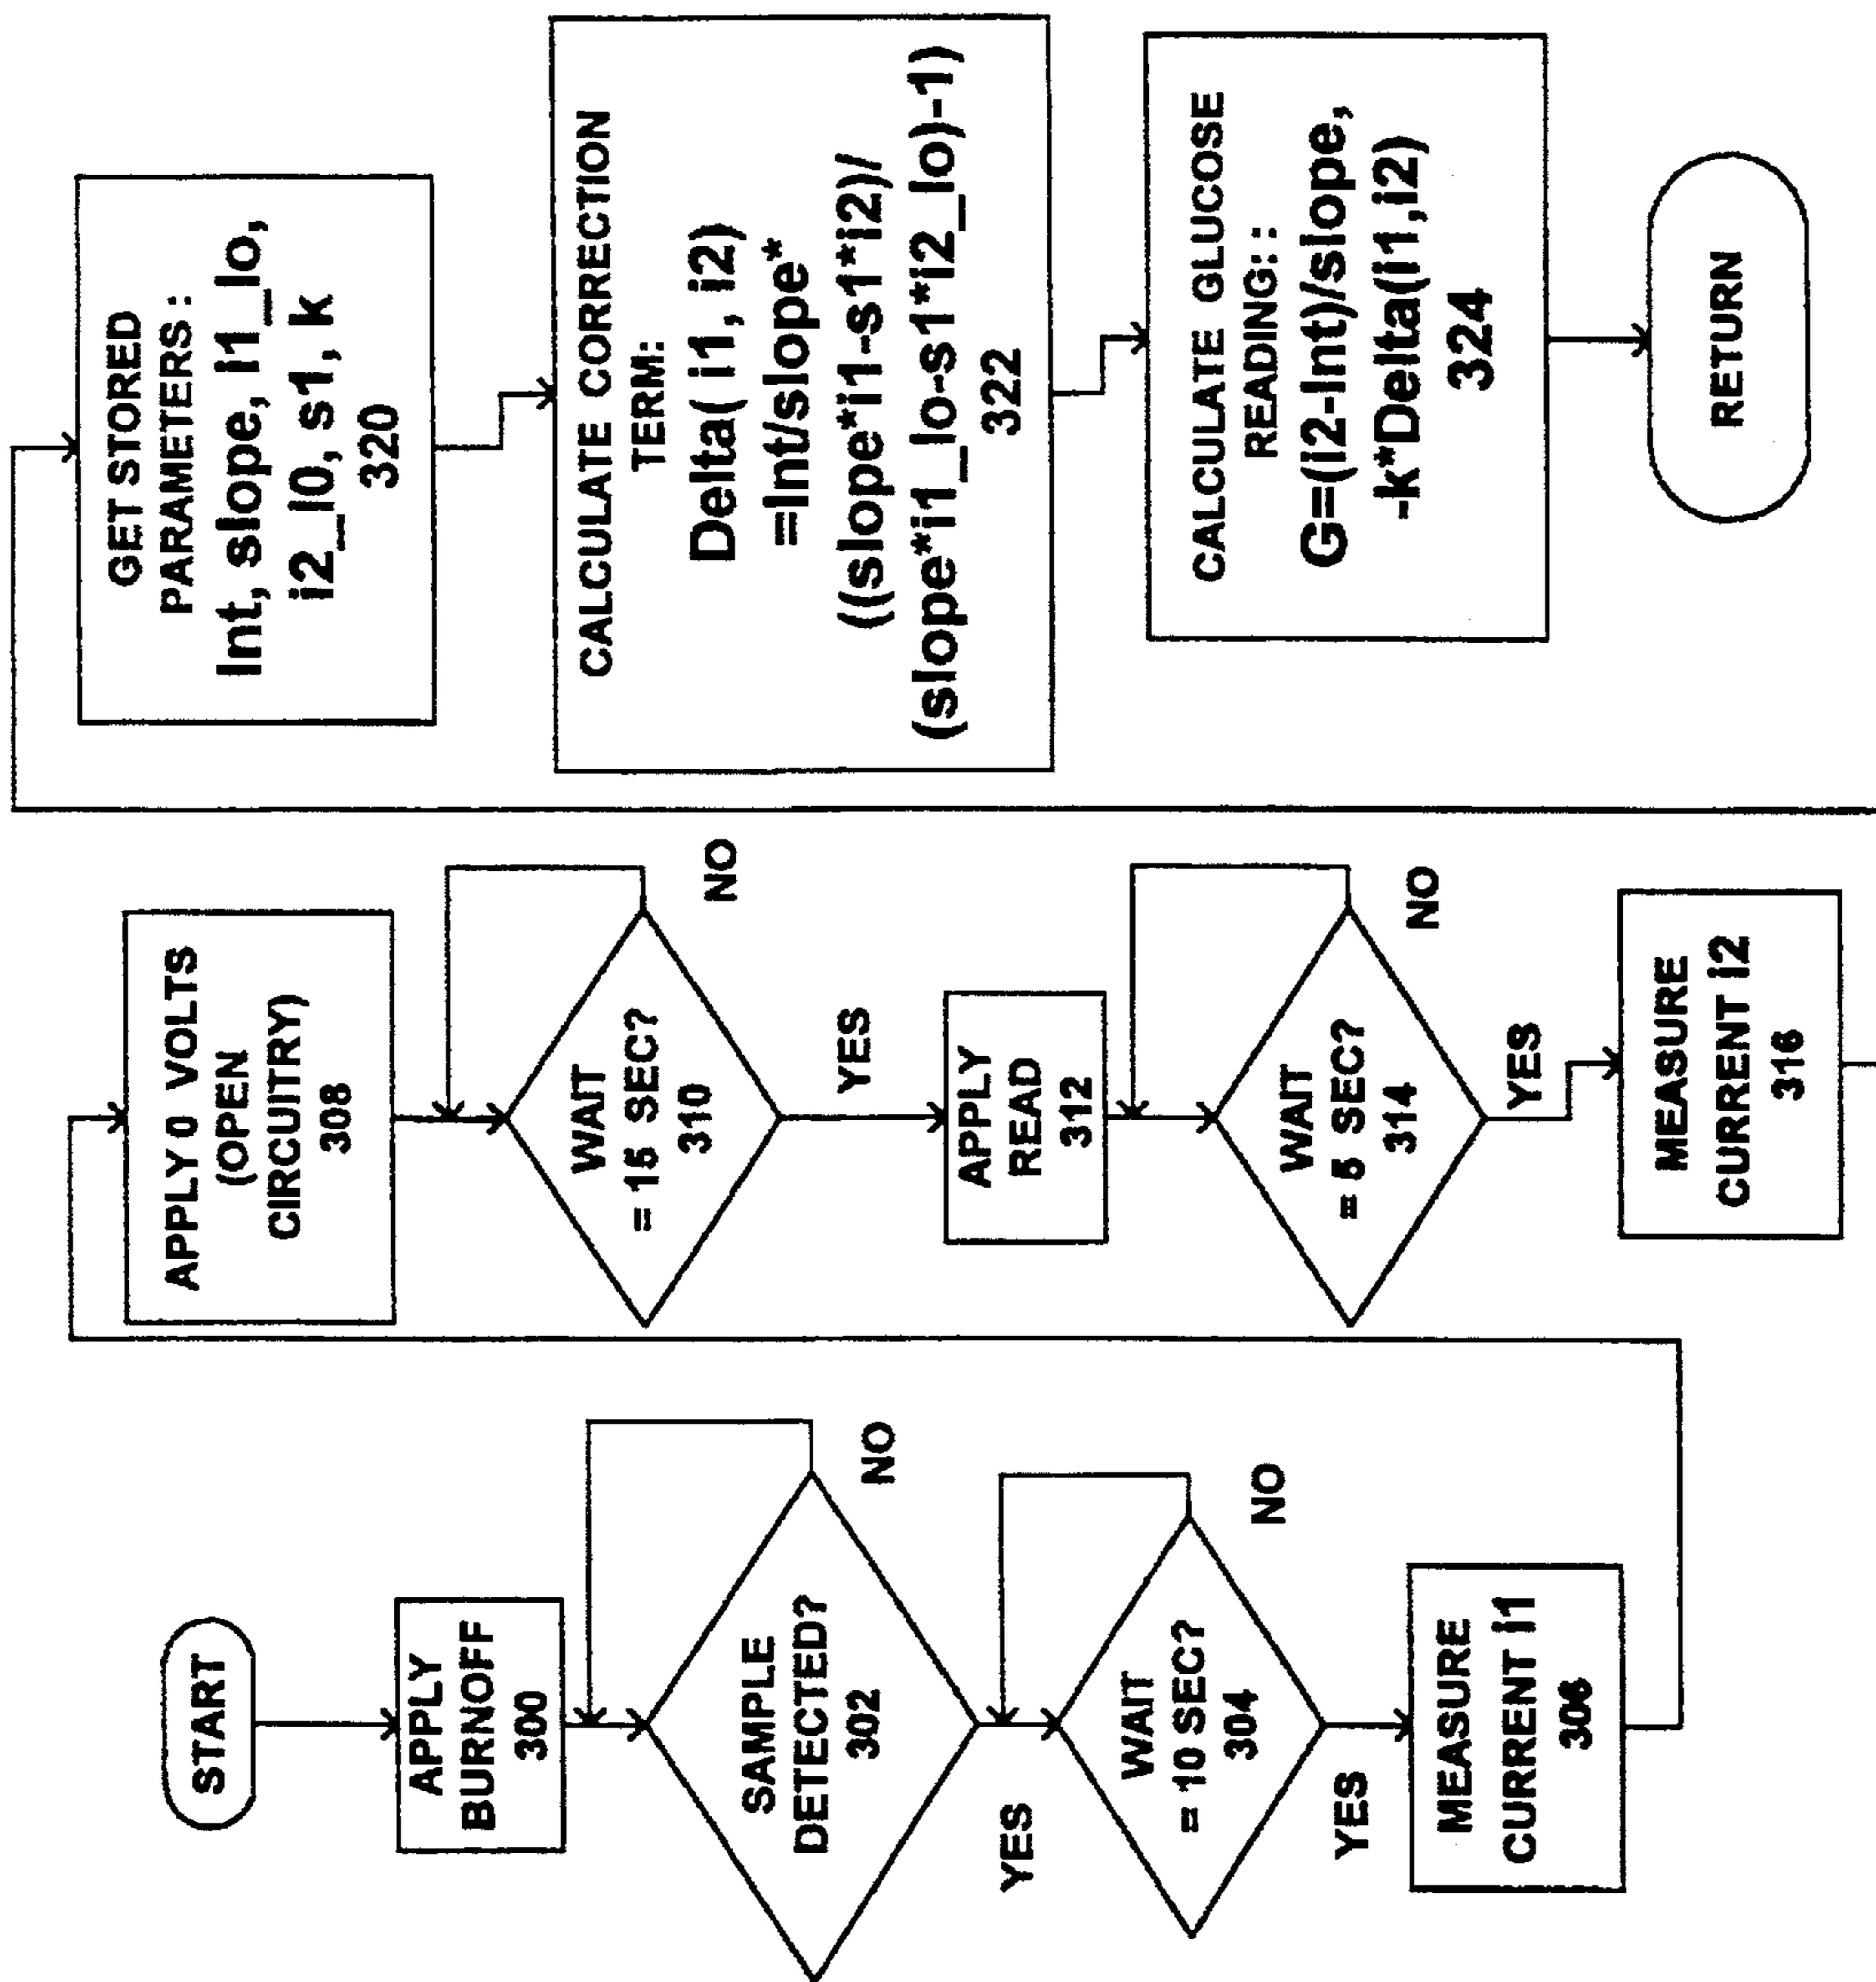 START
APPLY
BURNOFF
300
SAMPLE
DETECTED?
302
NO
YES
WAIT
= 10 SEC?
304
NO
YES
MEASURE
CURRENT i1
306
APPLY 0 VOLTS
(OPEN
CIRCUITRY)
308
WAIT
= 15 SEC?
310
NO
YES
APPLY
READ
312
WAIT
= 5 SEC?
314
NO
YES
MEASURE
CURRENT i2
316
GET STORED
PARAMETERS:
Int, slope, i1_lo,
i2_l0, s1, k
320
CALCULATE CORRECTION
TERM:
Delta( i1, i2)
=Int/slope*
((slope*i1-s1*i2)/
(slope*i1_lo-s1*i2_lo)-1)
322
CALCULATE GLUCOSE
READING::
G=(i2-Int)/slope,
-k*Delta(i1,i2)
324
RETURN